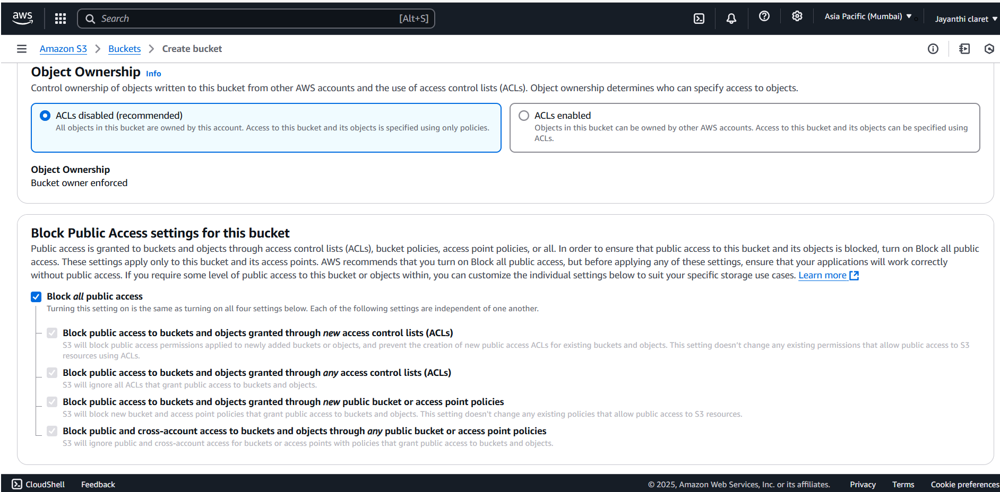 aws
Search [Alt+S]
Asia Pacific (Mumbai)
Jayanthi claret
Amazon S3 > Buckets > Create bucket
Object Ownership Info
Control ownership of objects written to this bucket from other AWS accounts and the use of access control lists (ACLs). Object ownership determines who can specify access to objects.
ACLs disabled (recommended)
All objects in this bucket are owned by this account. Access to this bucket and its objects is specified using only policies.
ACLs enabled
Objects in this bucket can be owned by other AWS accounts. Access to this bucket and its objects can be specified using
ACLs.
Object Ownership
Bucket owner enforced
Block Public Access settings for this bucket
Public access is granted to buckets and objects through access control lists (ACLs), bucket policies, access point policies, or all. In order to ensure that public access to this bucket and its objects is blocked, turn on Block all public
access. These settings apply only to this bucket and its access points. AWS recommends that you turn on Block all public access, but before applying any of these settings, ensure that your applications will work correctly
without public access. If you require some level of public access to this bucket or objects within, you can customize the individual settings below to suit your specific storage use cases. Learn more
Block all public access
Turning this setting on is the same as turning on all four settings below. Each of the following settings are independent of one another.
Block public access to buckets and objects granted through new access control lists (ACLs)
S3 will block public access permissions applied to newly added buckets or objects, and prevent the creation of new public access ACLs for existing buckets and objects. This setting doesn't change any existing permissions that allow public access to S3
resources using ACLs.
Block public access to buckets and objects granted through any access control lists (ACLs)
S3 will ignore all ACLs that grant public access to buckets and objects.
Block public access to buckets and objects granted through new public bucket or access point policies
S3 will block new bucket and access point policies that grant public access to buckets and objects. This setting doesn't change any existing policies that allow public access to S3 resources.
Block public and cross-account access to buckets and objects through any public bucket or access point policies
S3 will ignore public and cross-account access for buckets or access points with policies that grant public access to buckets and objects.
CloudShell Feedback © 2025, Amazon Web Services, Inc. or its affiliates. Privacy Terms Cookie preferences